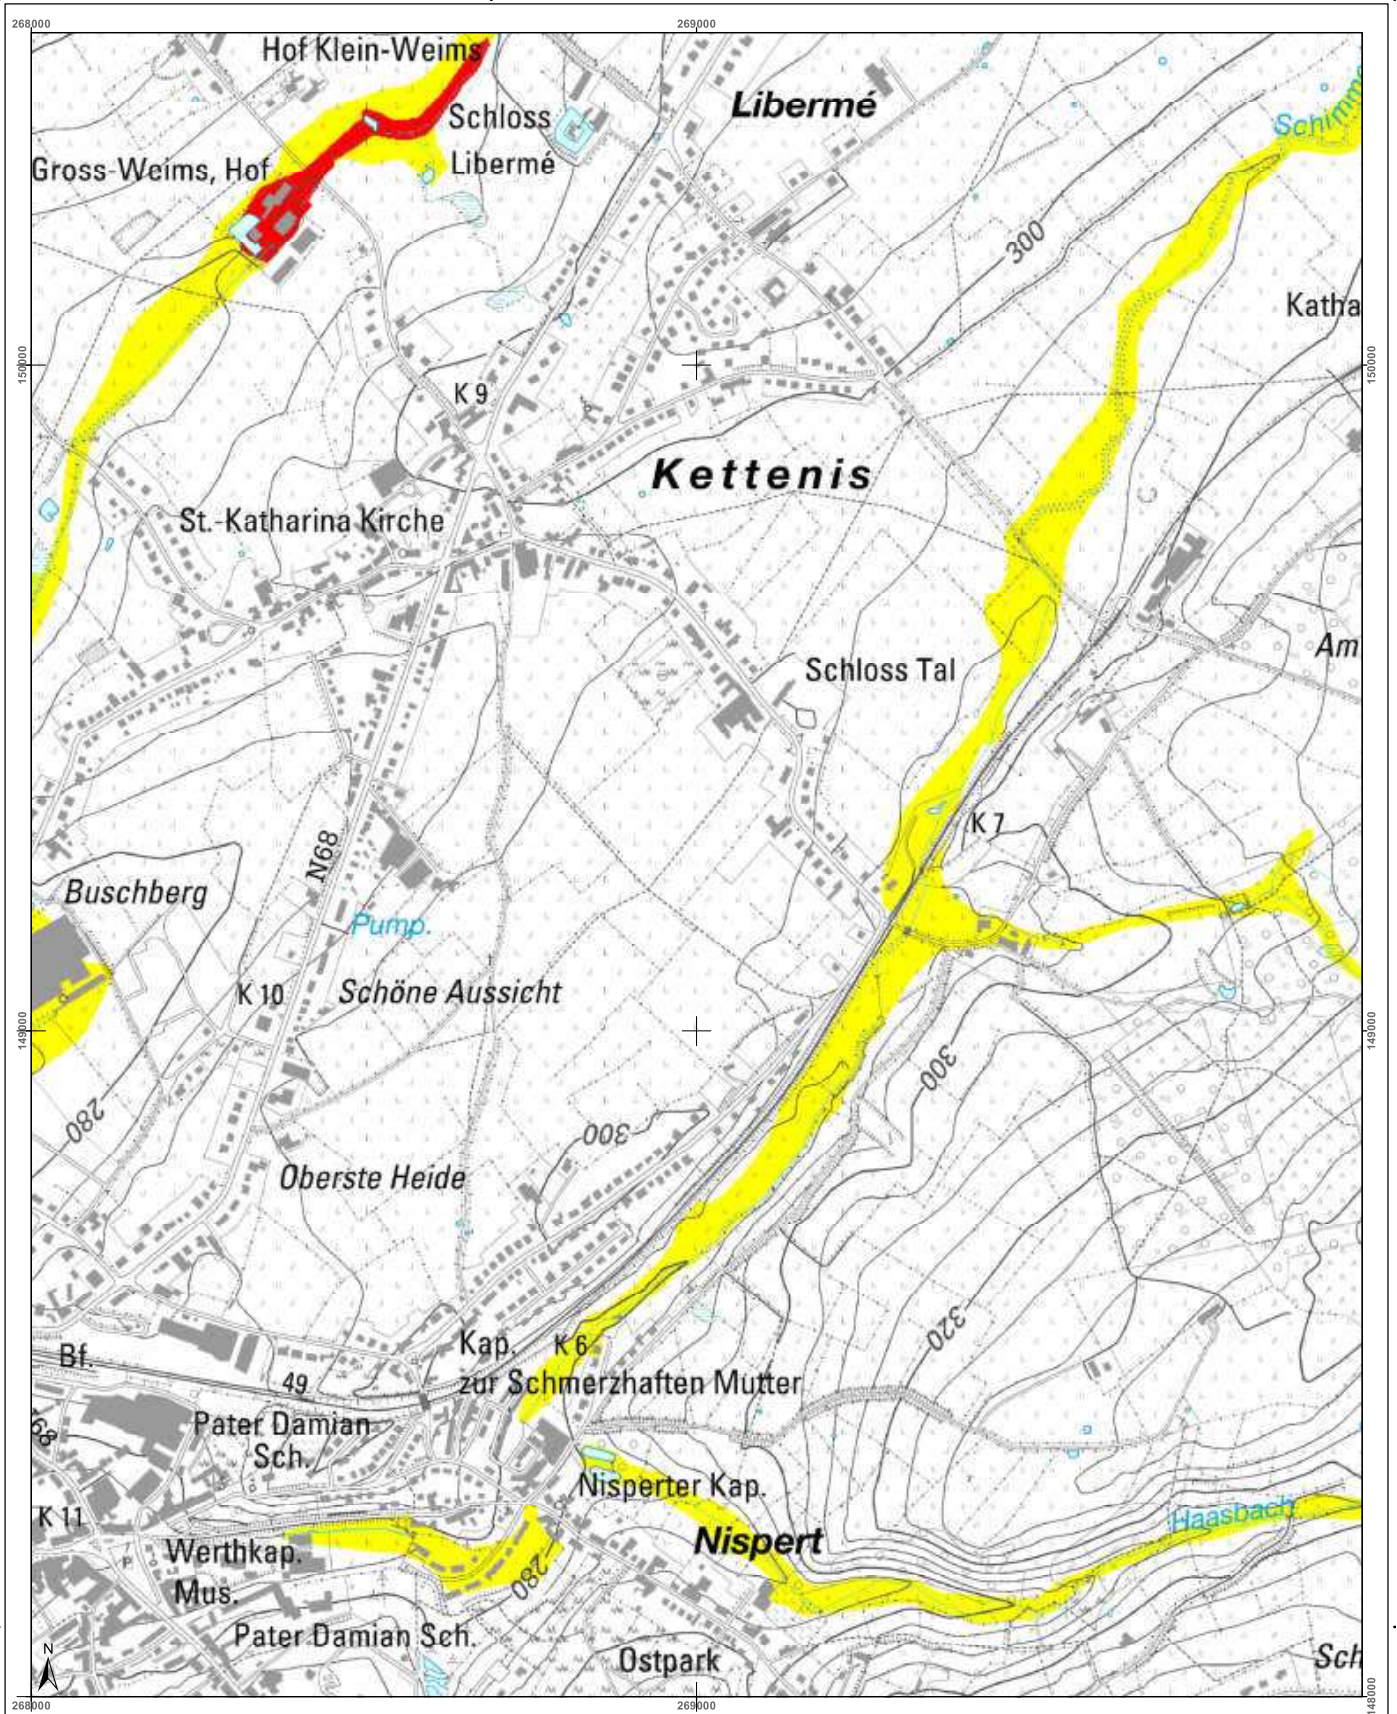 268000
269000
Hof Klein-Weims
Libermé
Schloss
Libermé
Schimme
Gross-Weims, Hof
300
Katha
150000
150000
K 9
Kettenis
St.-Katharina Kirche
Am
Schloss Tal
K 7
N68
Buschberg
Pump.
K 10
Schöne Aussicht
149000
149000
300
280
300
Oberste Heide
320
Kap.
K 6
Bf.
49
zur Schmerzhaften Mutter
Pater Damian
Sch.
N68
Nisperter Kap.
K 11
Haasbach
Nispert
Werthkap.
P
280
Mus.
Pater Damian Sch.
Ostpark
Sch
N
268000
269000
148000